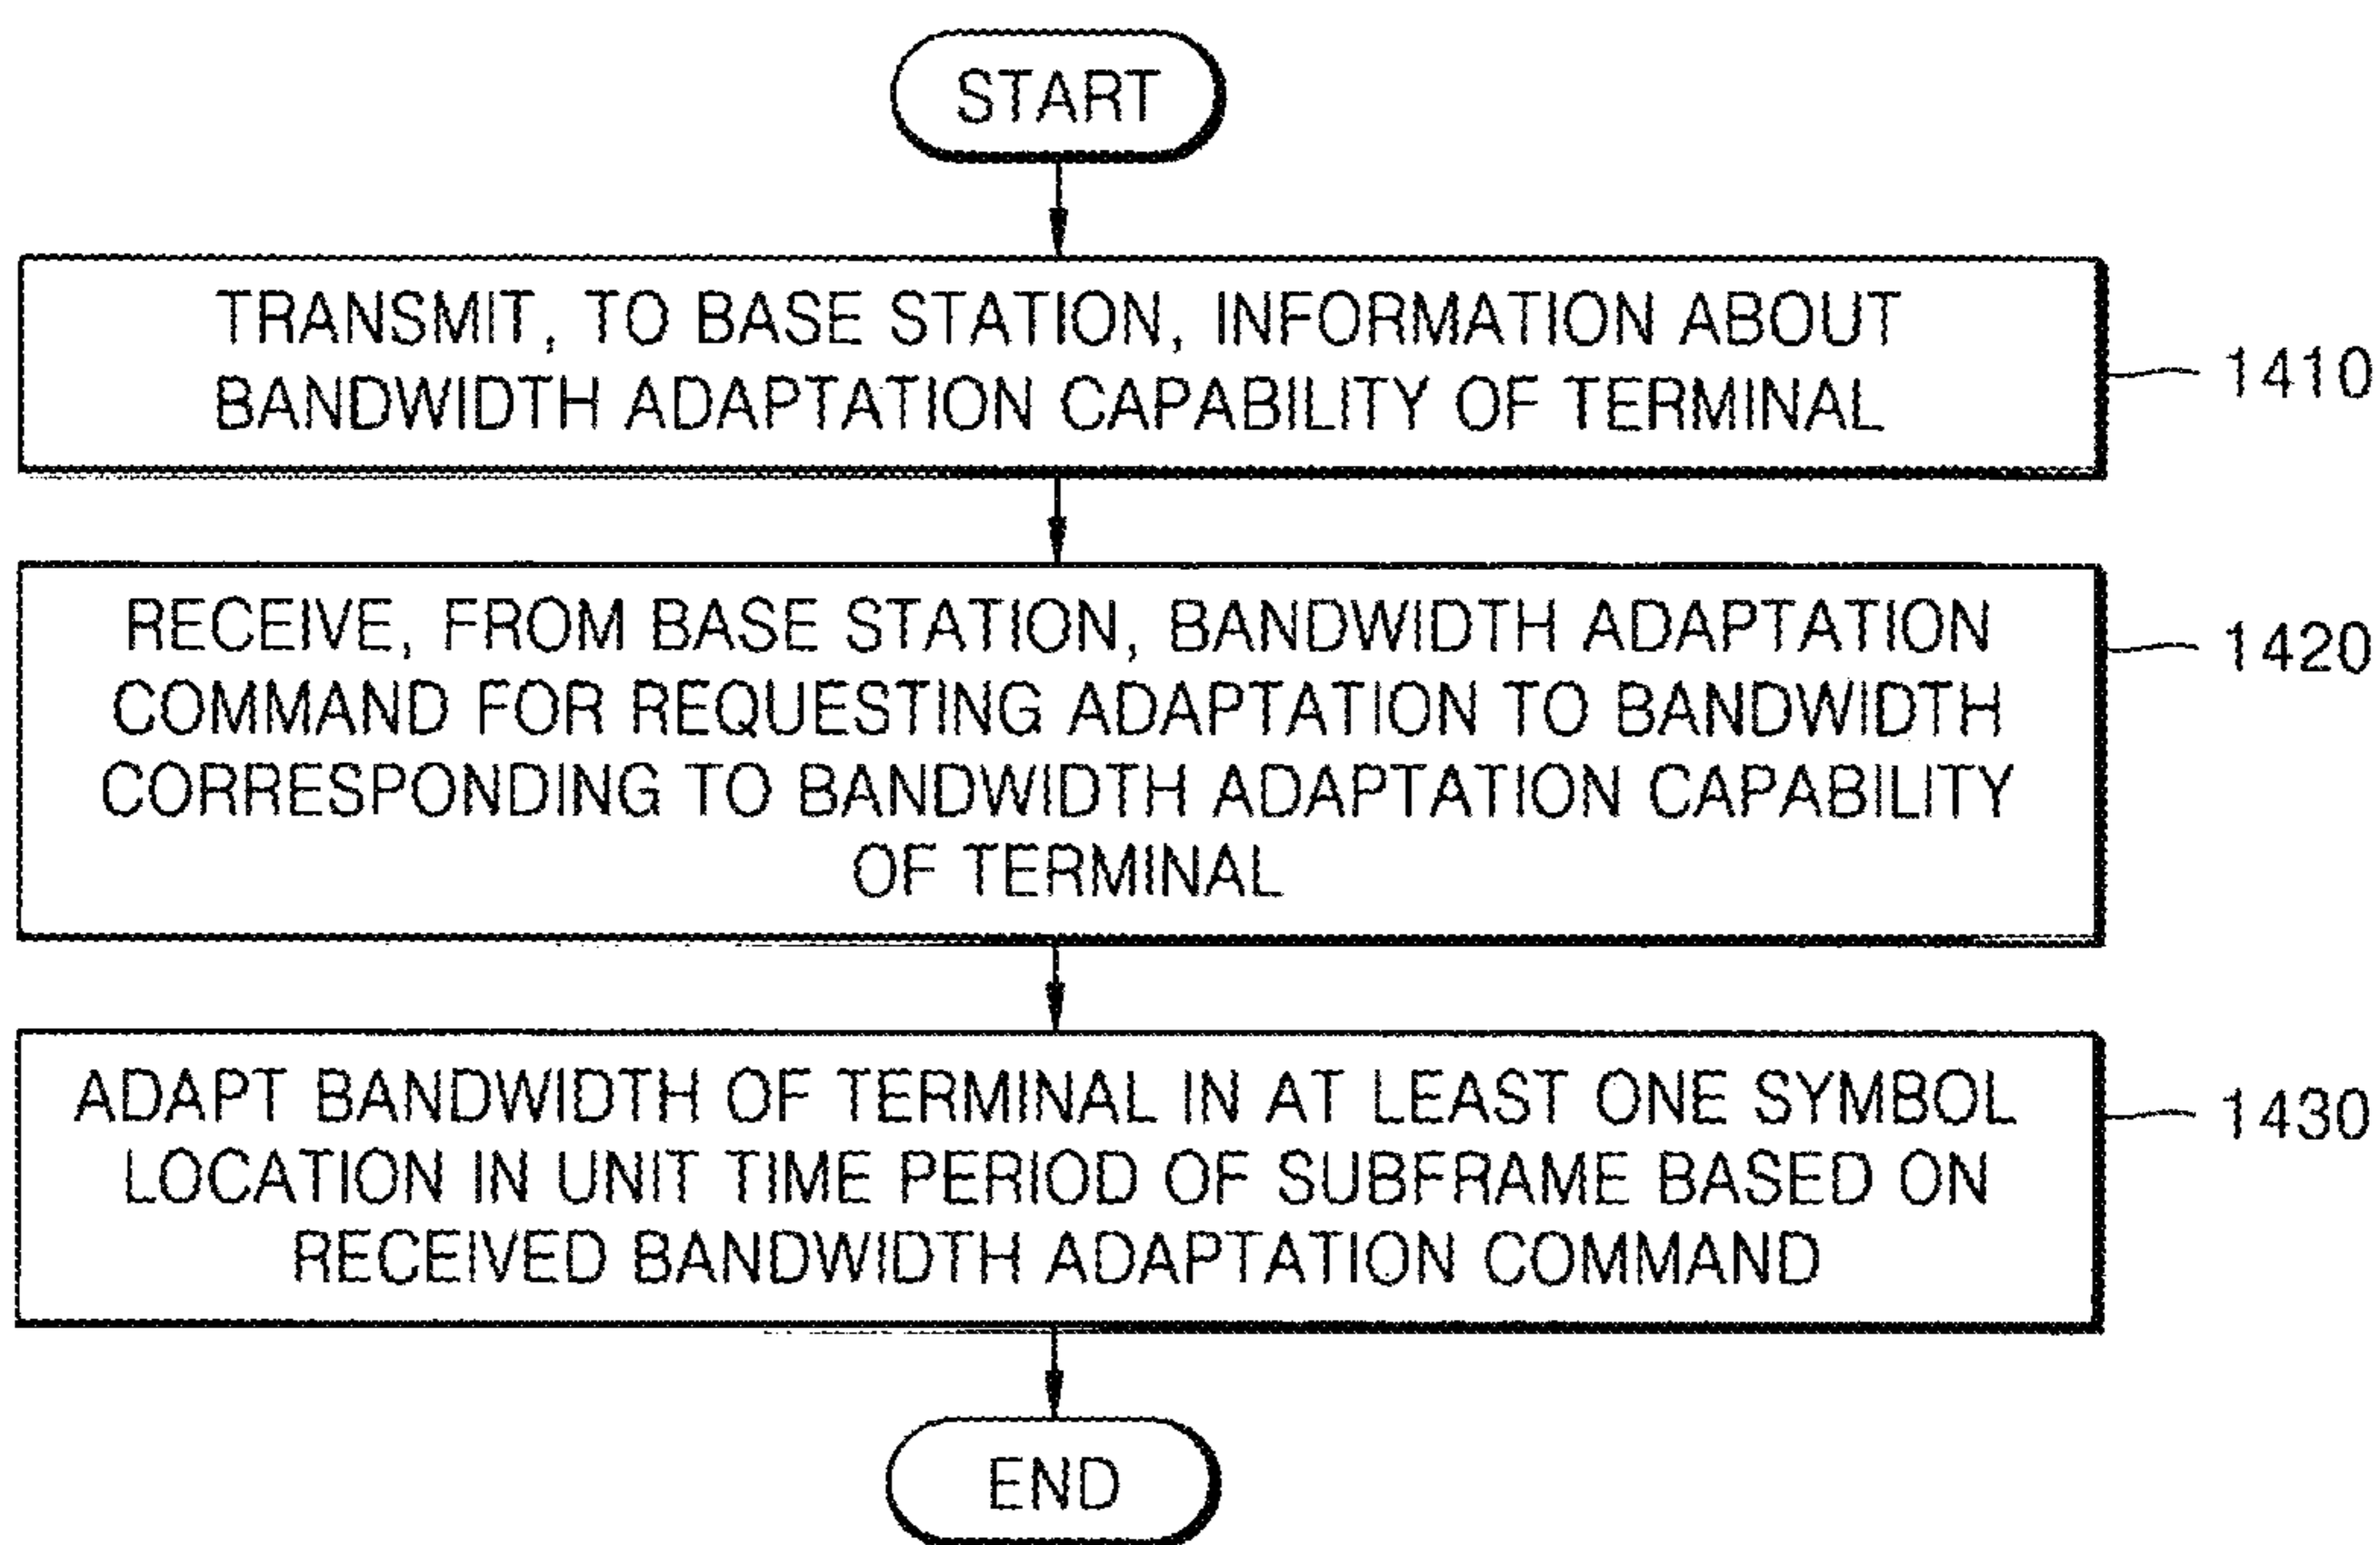 START
TRANSMIT, TO BASE STATION, INFORMATION ABOUT
BANDWIDTH ADAPTATION CAPABILITY OF TERMINAL
1410
RECEIVE, FROM BASE STATION, BANDWIDTH ADAPTATION
COMMAND FOR REQUESTING ADAPTATION TO BANDWIDTH
CORRESPONDING TO BANDWIDTH ADAPTATION CAPABILITY
OF TERMINAL
1420
ADAPT BANDWIDTH OF TERMINAL IN AT LEAST ONE SYMBOL
LOCATION IN UNIT TIME PERIOD OF SUBFRAME BASED ON
RECEIVED BANDWIDTH ADAPTATION COMMAND
1430
END